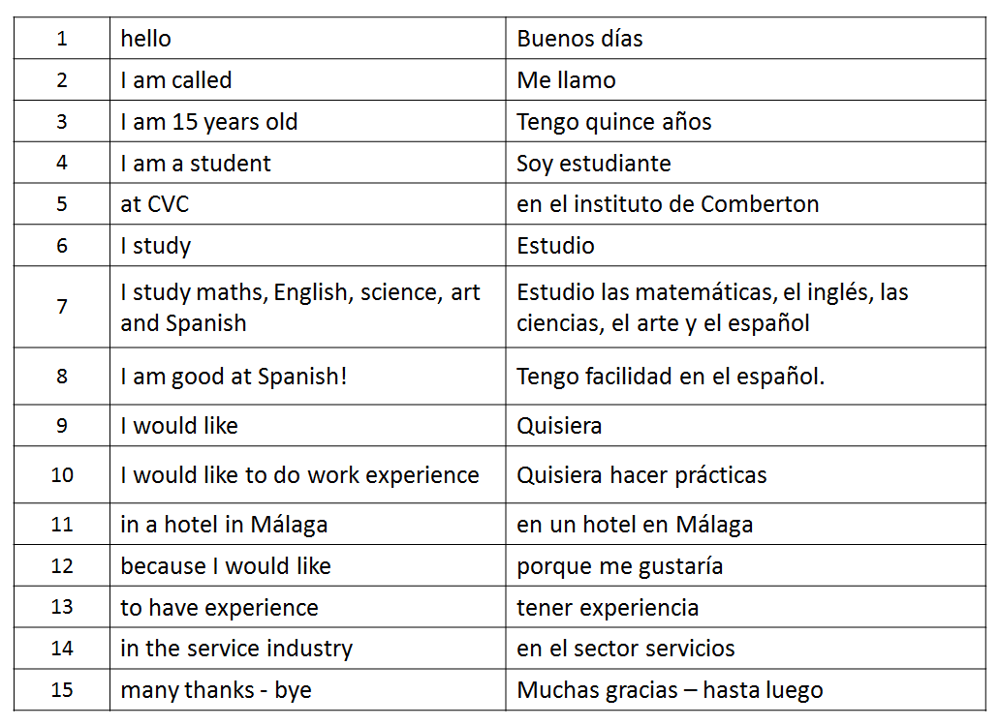 1 hello Buenos días
2 I am called Me llamo
3 I am 15 years old Tengo quince años
4 I am a student Soy estudiante
5 at CVC en el instituto de Comberton
6 I study Estudio
7 I study maths, English, science, art Estudio las matemáticas, el inglés, las
and Spanish ciencias, el arte y el español
8 I am good at Spanish! Tengo facilidad en el español.
9 I would like Quisiera
10 I would like to do work experience Quisiera hacer prácticas
11 in a hotel in Málaga en un hotel en Málaga
12 because I would like porque me gustaría
13 to have experience tener experiencia
14 in the service industry en el sector servicios
15 many thanks - bye Muchas gracias – hasta luego